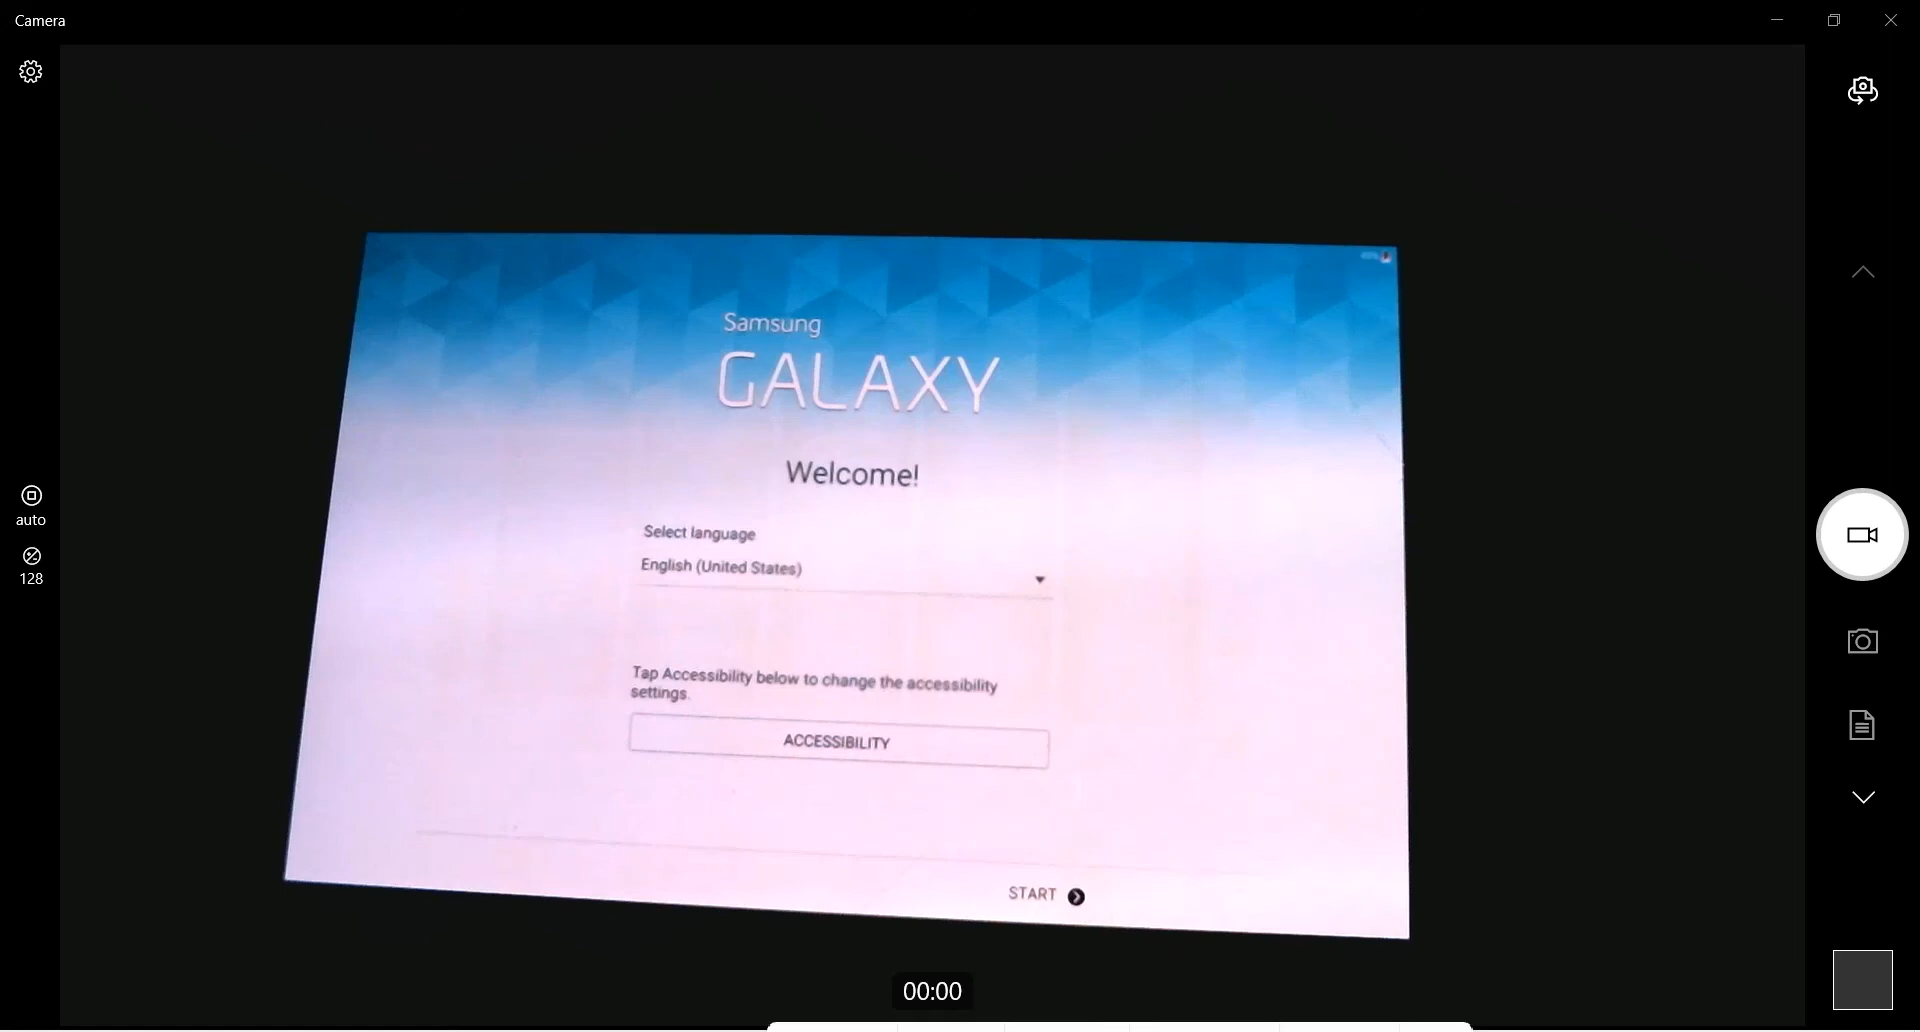 Camera
auto
128
Samsung
GALAXY
Welcome!
Select language
English (United States)
Tap Accessibility below to change the accessibility
settings.
ACCESSIBILITY
START
00:00